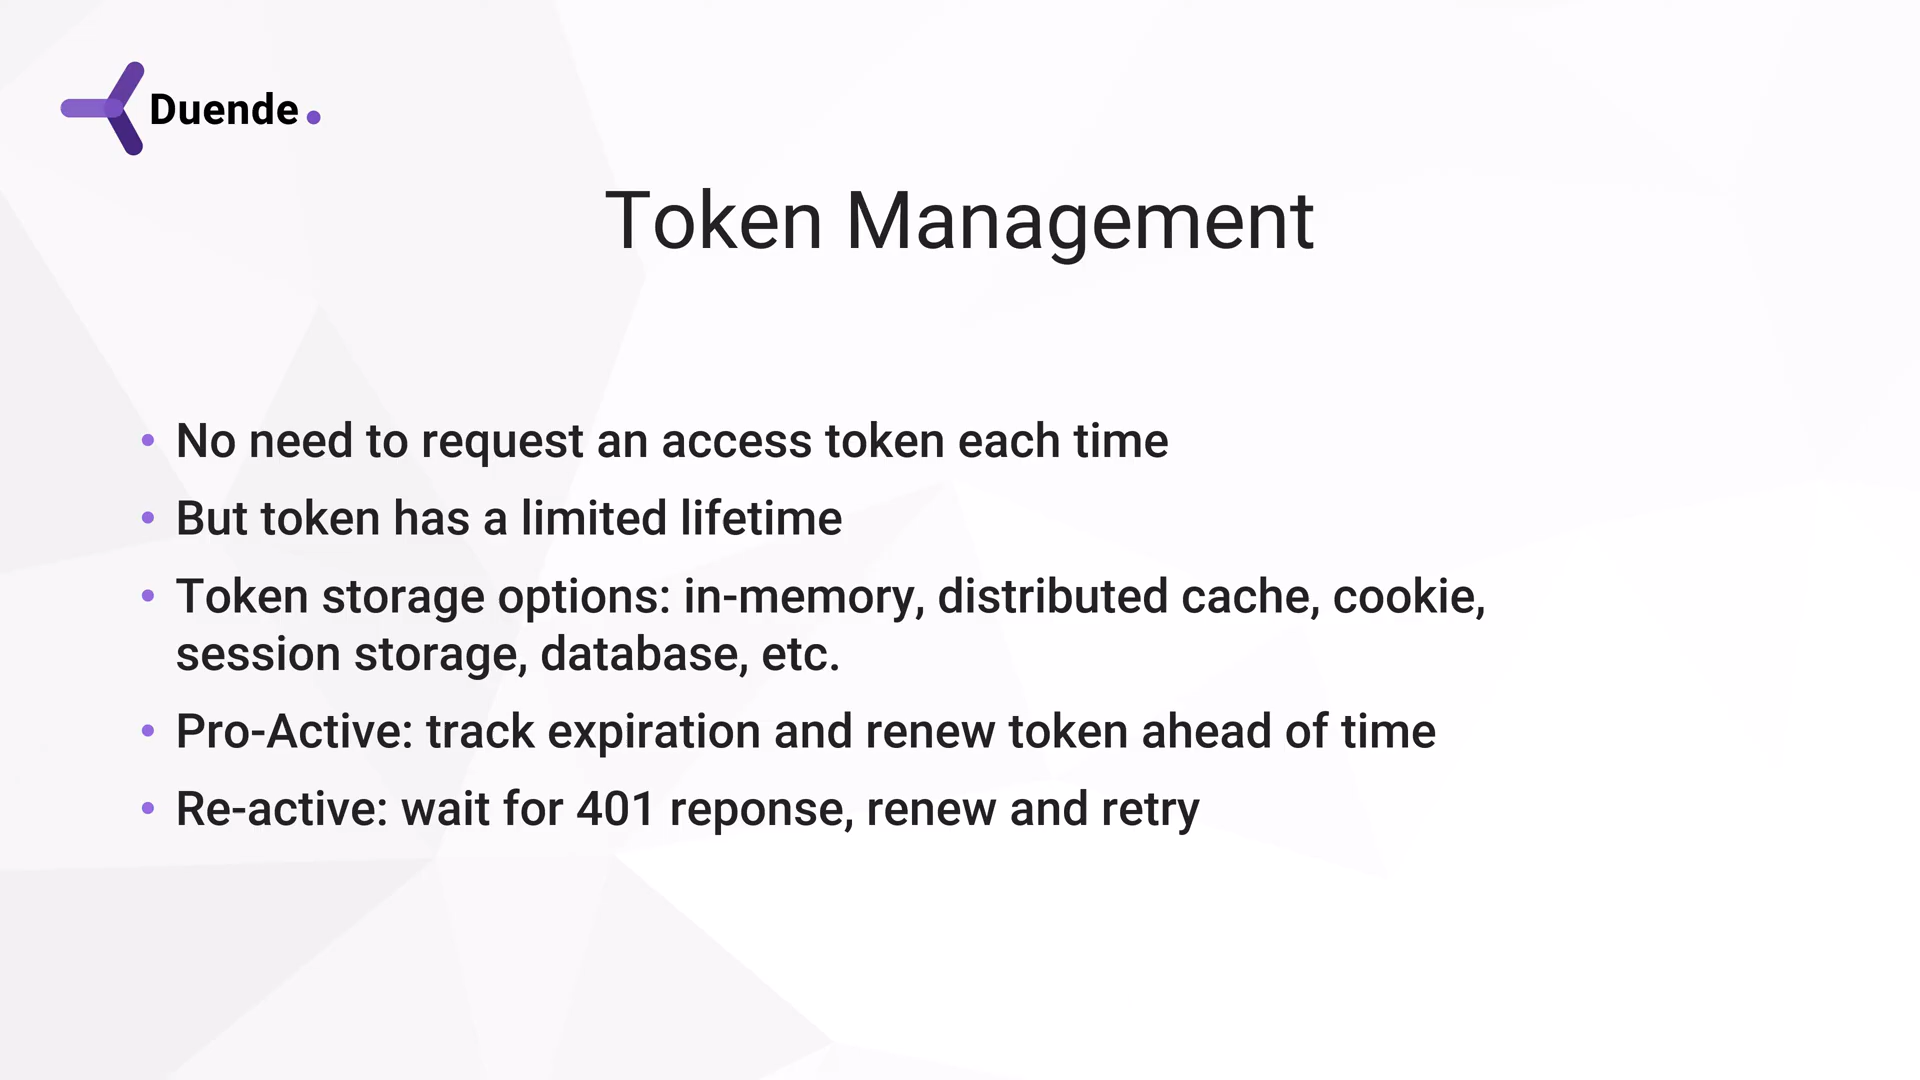 Duende.
Token Management
• No need to request an access token each time
• But token has a limited lifetime
• Token storage options: in-memory, distributed cache, cookie,
session storage, database, etc.
• Pro-Active: track expiration and renew token ahead of time
• Re-active: wait for 401 reponse, renew and retry